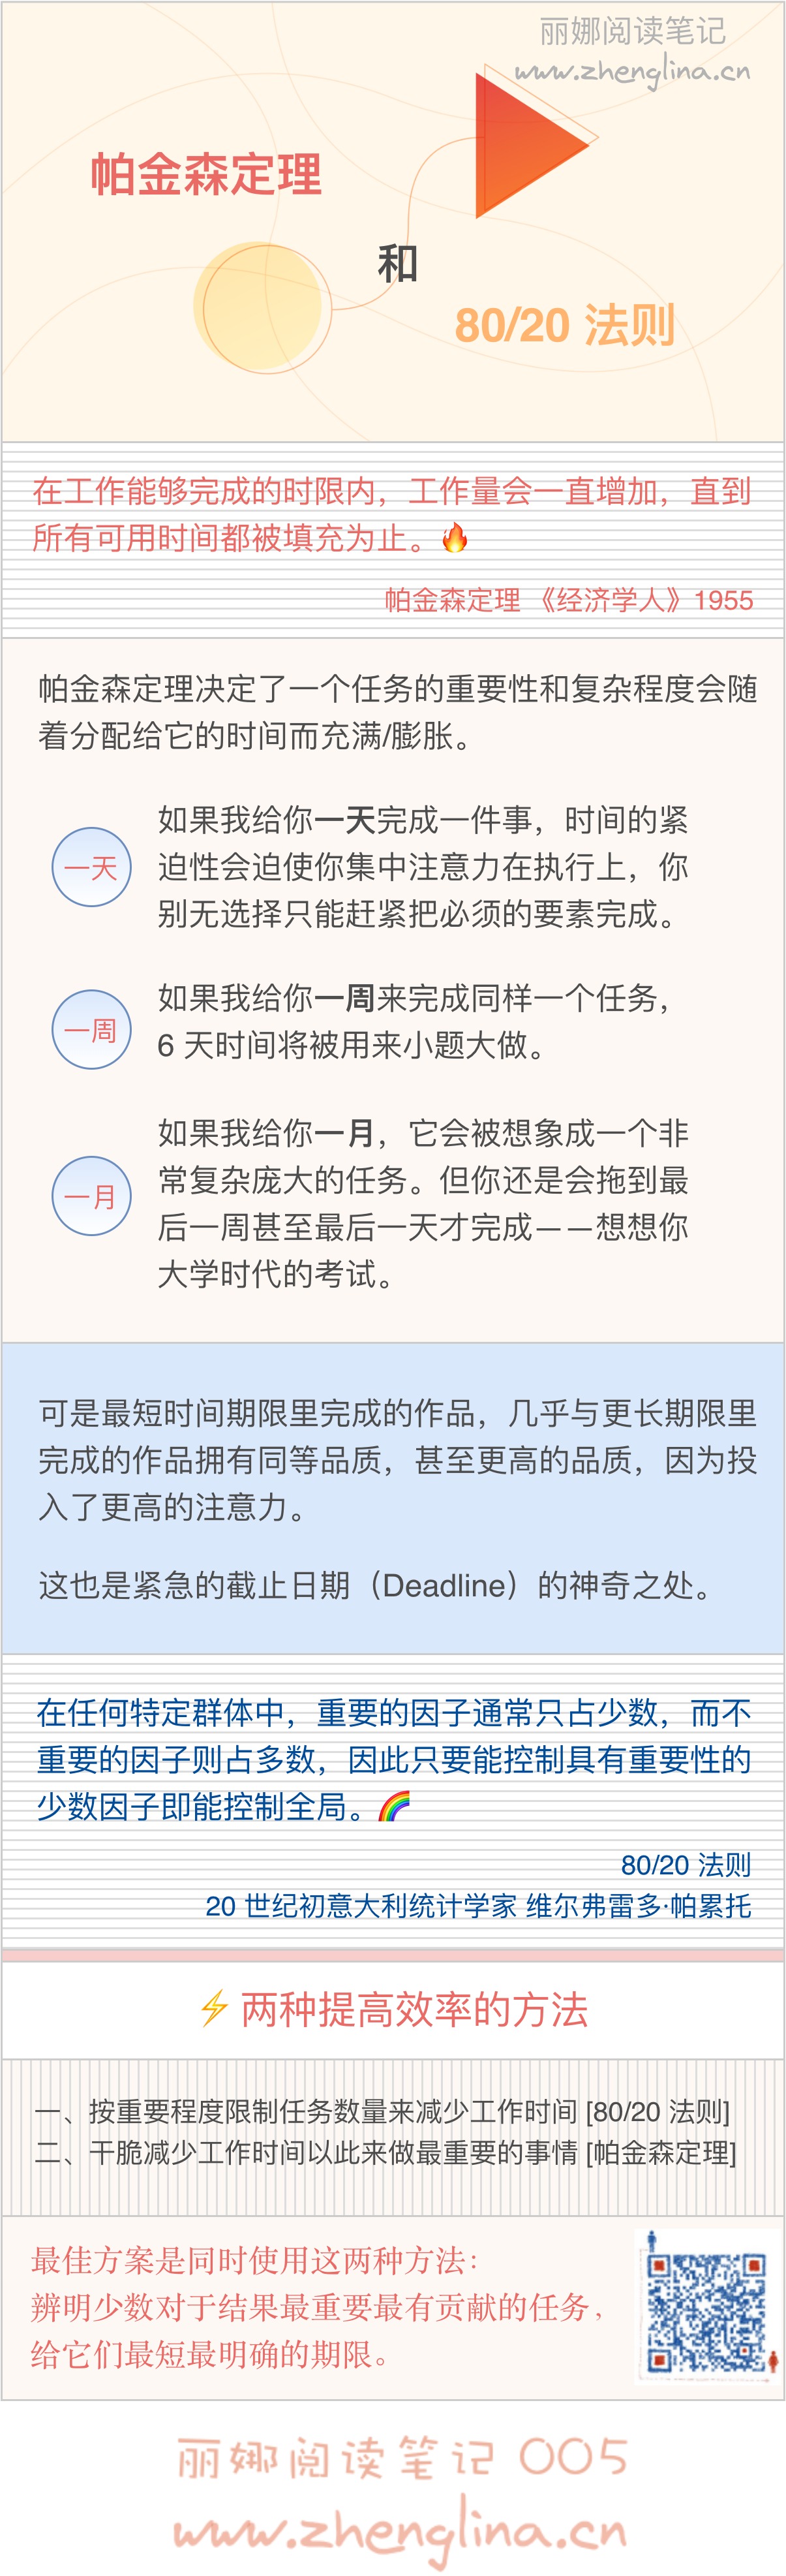 丽娜阅读笔记
www.zhenglina.cn
帕金森定理
和
80/20 法则
在工作能够完成的时限内，工作量会一直增加，直到
所有可用时间都被填充为止。🔥
帕金森定理 《经济学人》1955
帕金森定理决定了一个任务的重要性和复杂程度会随
着分配给它的时间而充满/膨胀。
一天
如果我给你一天完成一件事，时间的紧
迫性会迫使你集中注意力在执行上，你
别无选择只能赶紧把必须的要素完成。
一周
如果我给你一周来完成同样一个任务，
6 天时间将被用来小题大做。
一月
如果我给你一月，它会被想象成一个非
常复杂庞大的任务。但你还是会拖到最
后一周甚至最后一天才完成——想想你
大学时代的考试。
可是最短时间期限里完成的作品，几乎与更长期限里
完成的作品拥有同等品质，甚至更高的品质，因为投
入了更高的注意力。
这也是紧急的截止日期（Deadline）的神奇之处。
在任何特定群体中，重要的因子通常只占少数，而不
重要的因子则占多数，因此只要能控制具有重要性的
少数因子即能控制全局。🌈
80/20 法则
20 世纪初意大利统计学家 维尔弗雷多·帕累托
⚡ 两种提高效率的方法
一、按重要程度限制任务数量来减少工作时间 [80/20 法则]
二、干脆减少工作时间以此来做最重要的事情 [帕金森定理]
最佳方案是同时使用这两种方法：
辨明少数对于结果最重要最有贡献的任务，
给它们最短最明确的期限。
丽娜阅读笔记 005
www.zhenglina.cn